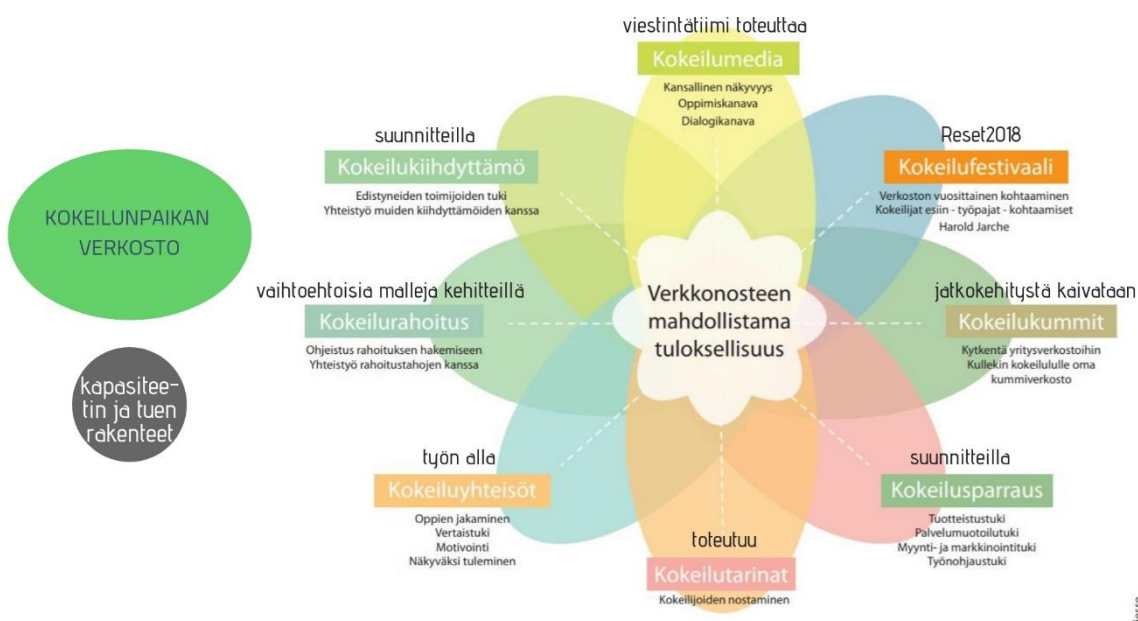 KOKEILUNPAIKAN
VERKOSTO
kapasitee-
tin ja tuen
rakenteet
viestintätiimi toteuttaa
Kokeilumedia
Kansallinen näkyvyys
Oppimiskanava
Dialogikanava
Reset2018
Kokeilufestivaali
Verkoston vuosittainen kohtaaminen
Kokeilijat esiin - työpajat - kohtaamiset
Harold Jarche
jatkokehitystä kaivataan
Kokeilukummit
Kytkentä yritysverkostoihin
Kullekin kokeilululle oma
kummiverkosto
suunnitteilla
Kokeilusparraus
Tuotteistustuki
Palvelumuotoilutuki
Myynti- ja markkinointituki
Työnohjaustuki
toteutuu
Kokeilutarinat
Kokeilijoiden nostaminen
työn alla
Kokeiluyhteisöt
Oppien jakaminen
Vertaistuki
Motivointi
Näkyväksi tuleminen
vaihtoehtoisia malleja kehitteillä
Kokeilurahoitus
Ohjeistus rahoituksen hakemiseen
Yhteistyö rahoitustahojen kanssa
suunnitteilla
Kokeilukiihdyttämö
Edistyneiden toimijoiden tuki
Yhteistyö muiden kiihdyttämöiden kanssa
Verkkonosteen
mahdollistama
tuloksellisuus